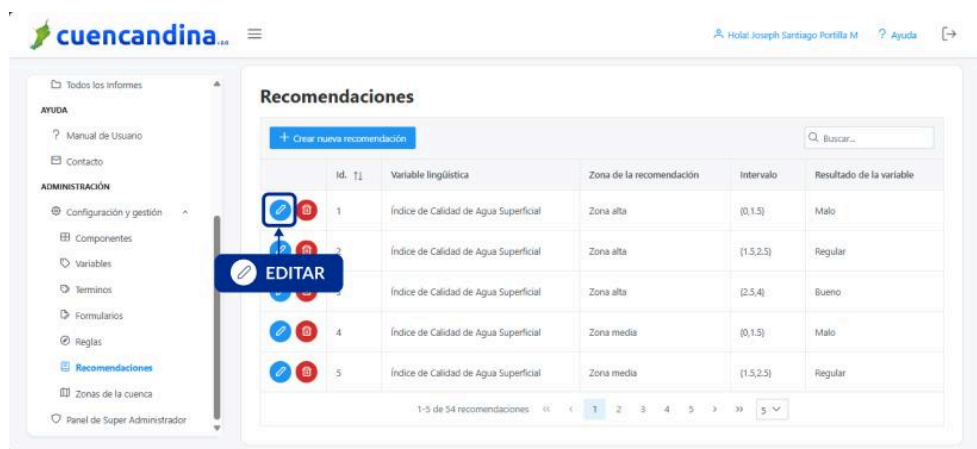 cuencandina
Hola! Joseph Santiago Portilla M
? Ayuda
Todos los Informes
AYUDA
? Manual de Usuario
Contacto
ADMINISTRACIÓN
Configuración y gestión
Componentes
Variables
Terminos
Formularios
Reglas
Recomendaciones
Zonas de la cuenca
Panel de Super Administrador
Recomendaciones
+ Crear nueva recomendación
Buscar...
Id. Variable lingüística Zona de la recomendación Intervalo Resultado de la variable
1 Índice de Calidad de Agua Superficial Zona alta (0,1.5) Malo
2 Índice de Calidad de Agua Superficial Zona alta (1.5,2.5) Regular
EDITAR
Índice de Calidad de Agua Superficial Zona alta (2.5,4) Bueno
4 Índice de Calidad de Agua Superficial Zona media (0,1.5) Malo
5 Índice de Calidad de Agua Superficial Zona media (1.5,2.5) Regular
1-5 de 54 recomendaciones << < 1 2 3 4 5 > >> 5